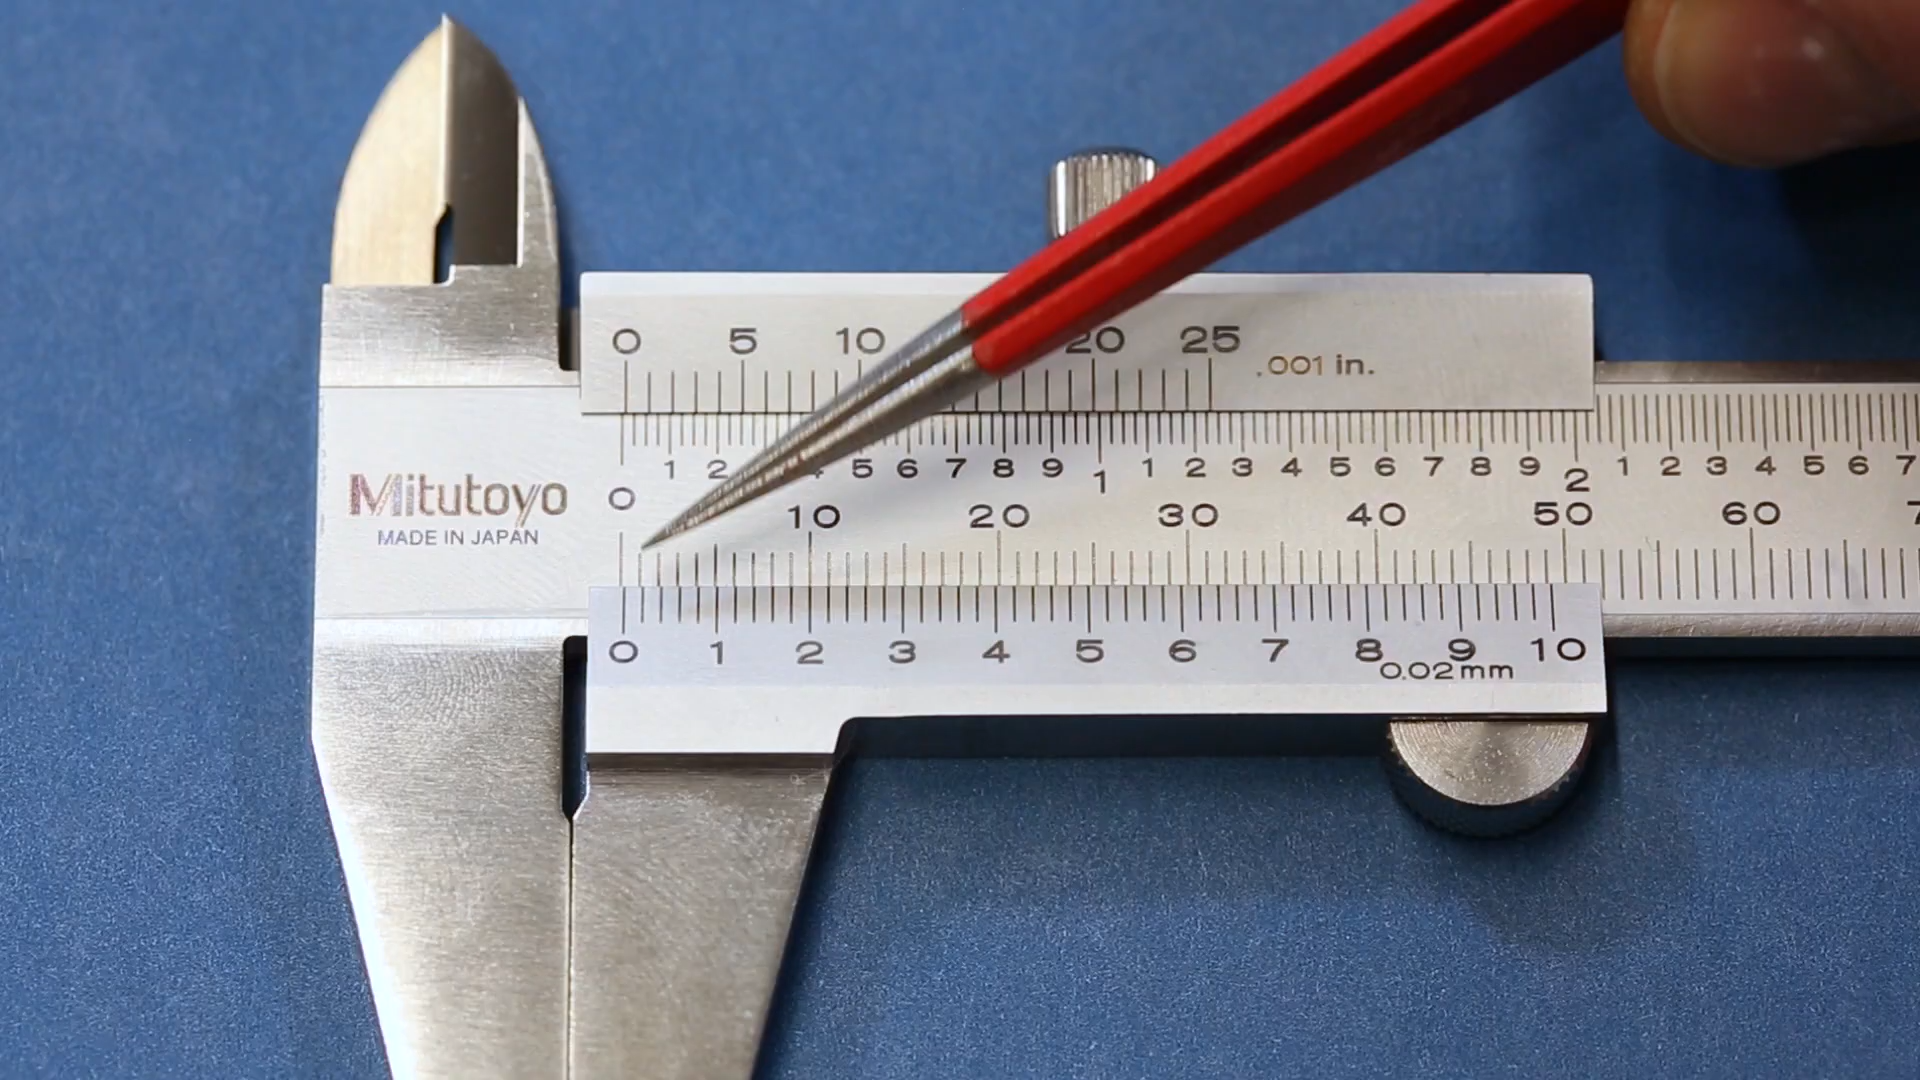 0 5 10 20 25
.001 in.
1 2 4 5 6 7 8 9 1 1 2 3 4 5 6 7 8 9 2 1 2 3 4 5 6 7
Mitutoyo
MADE IN JAPAN
0 10 20 30 40 50 60
0 1 2 3 4 5 6 7 8 9 10
0.02mm